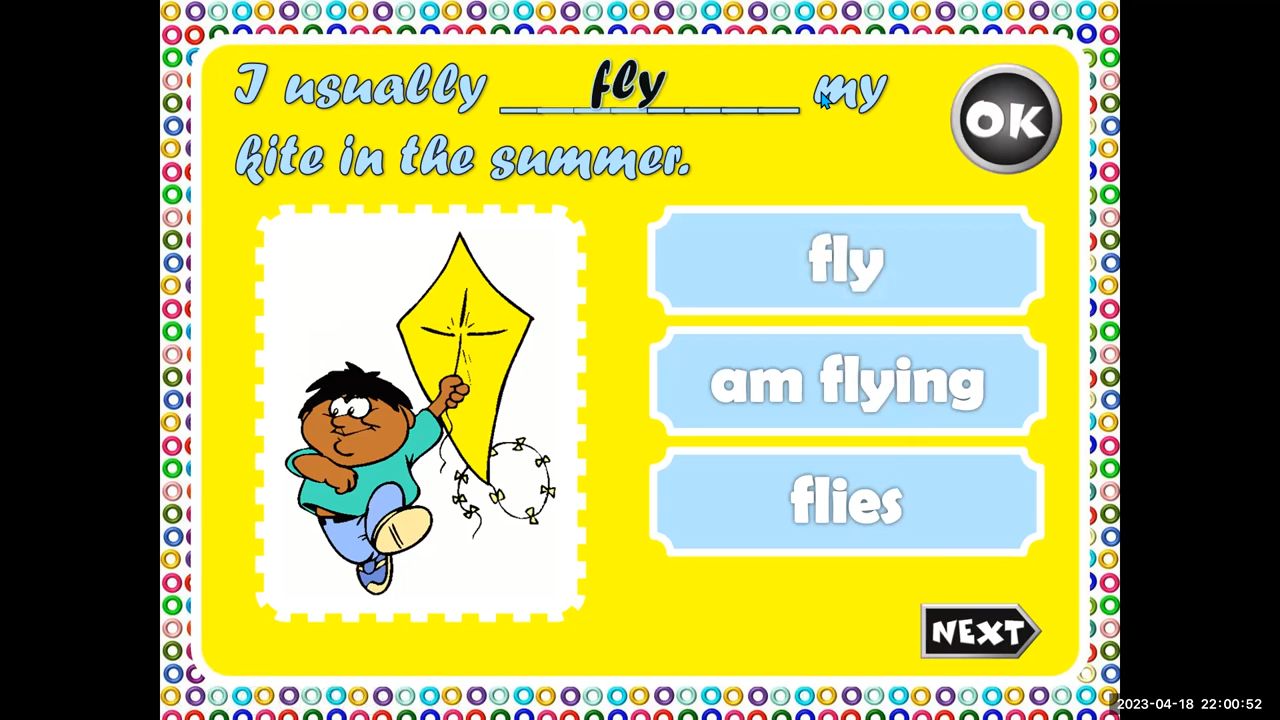 I usually fly my
kite in the summer.
OK
fly
am flying
flies
NEXT
2023-04-18 22:00:52